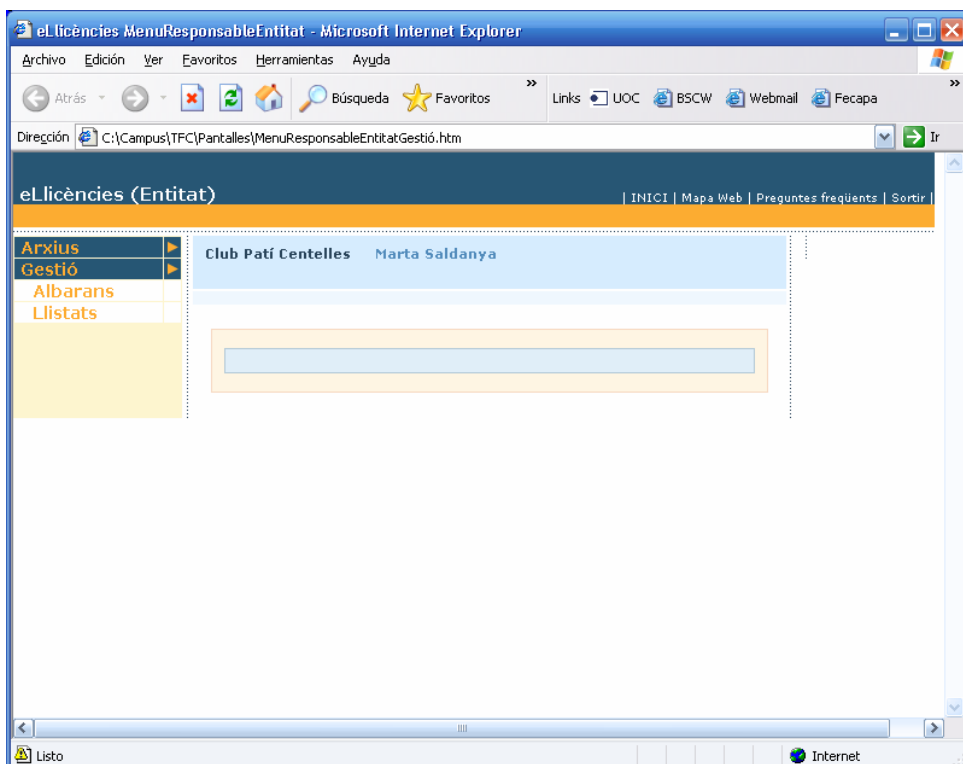 eLlicències MenuResponsableEntitat - Microsoft Internet Explorer
Archivo Edición Ver Favoritos Herramientas Ayuda
Atrás Búsqueda Favoritos » Links UOC BSCW Webmail Fecapa »
Dirección C:\Campus\TFC\Pantalles\MenuResponsableEntitatGestió.htm Ir
eLlicències (Entitat) | INICI | Mapa Web | Preguntes freqüents | Sortir |
Arxius
Club Patí Centelles Marta Saldanya
Gestió
Albarans
Llistats
Listo Internet